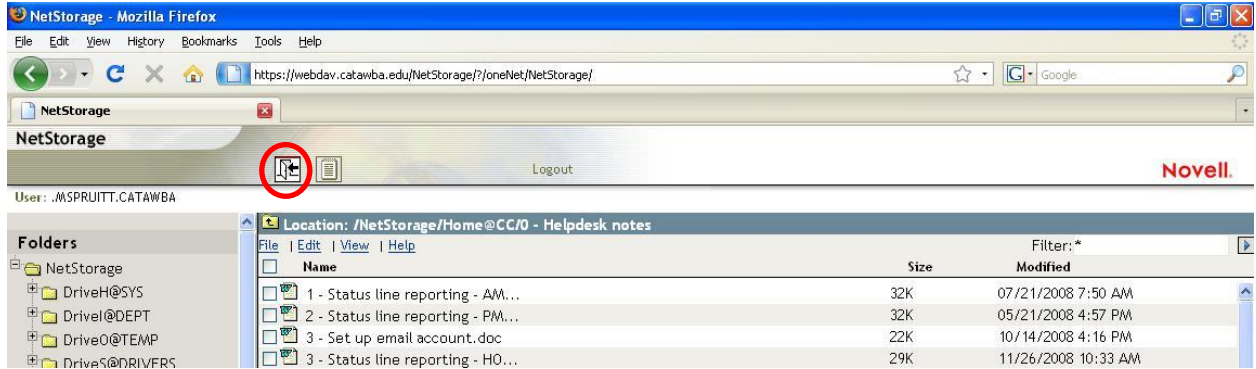 NetStorage - Mozilla Firefox
File Edit View History Bookmarks Tools Help
https://webdav.catawba.edu/NetStorage/?/oneNet/NetStorage/ G Google
NetStorage
NetStorage
Logout
Novell.
User: .MSPRUITT.CATAWBA
Location: /NetStorage/Home@CC/0 - Helpdesk notes
Folders
File | Edit | View | Help Filter: *
Name Size Modified
NetStorage
DriveH@SYS
DriveI@DEPT
DriveO@TEMP
DriveS@DRIVERS
1 - Status line reporting - AM... 32K 07/21/2008 7:50 AM
2 - Status line reporting - PM... 32K 05/21/2008 4:57 PM
3 - Set up email account.doc 22K 10/14/2008 4:16 PM
3 - Status line reporting - HO... 29K 11/26/2008 10:33 AM